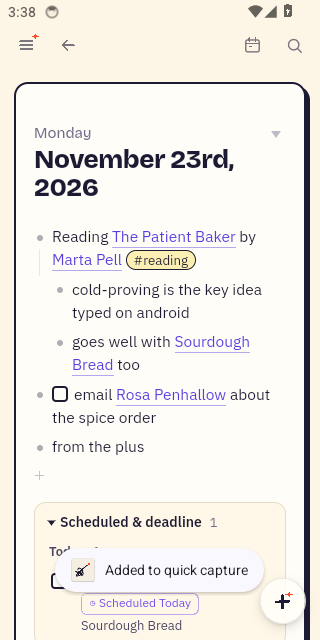 3:38
Monday
November 23rd,
2026
Reading The Patient Baker by
Marta Pell #reading
cold-proving is the key idea
typed on android
goes well with Sourdough
Bread too
email Rosa Penhallow about
the spice order
from the plus
Scheduled & deadline 1
Added to quick capture
Scheduled Today
Sourdough Bread